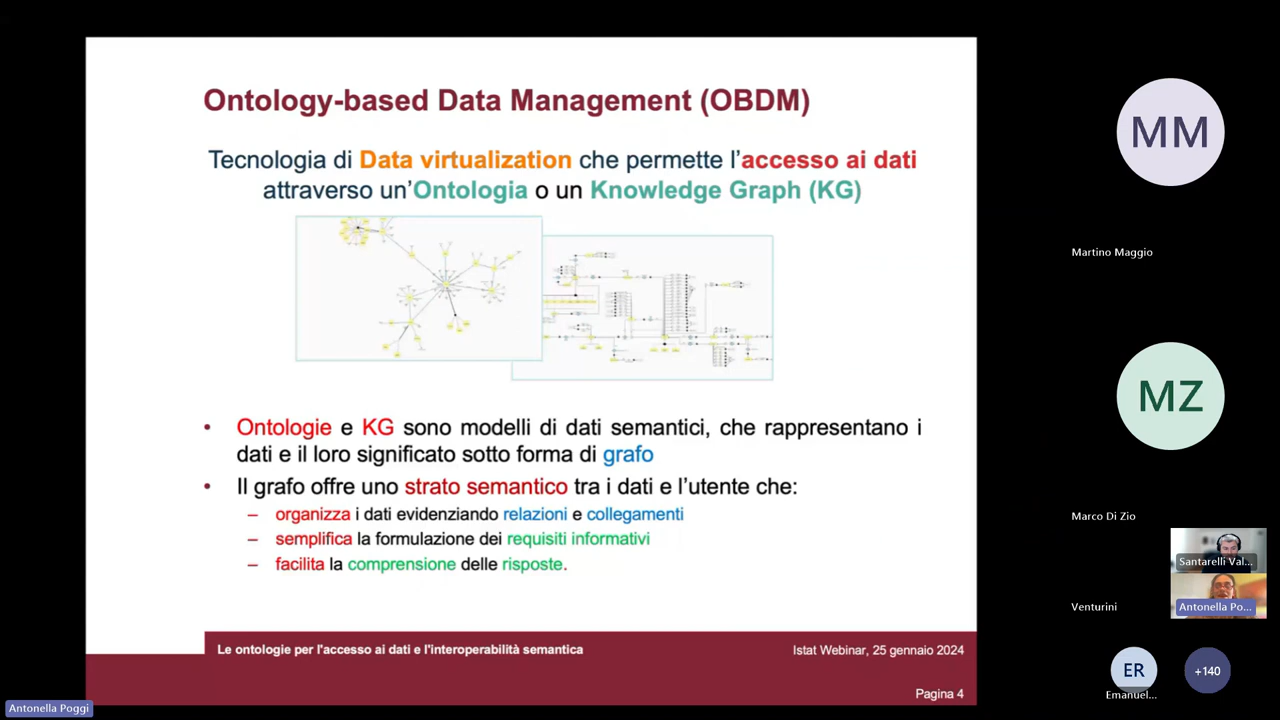 Ontology-based Data Management (OBDM)
Tecnologia di Data virtualization che permette l'accesso ai dati
attraverso un'Ontologia o un Knowledge Graph (KG)
• Ontologie e KG sono modelli di dati semantici, che rappresentano i
dati e il loro significato sotto forma di grafo
• Il grafo offre uno strato semantico tra i dati e l'utente che:
– organizza i dati evidenziando relazioni e collegamenti
– semplifica la formulazione dei requisiti informativi
– facilita la comprensione delle risposte.
Le ontologie per l'accesso ai dati e l'interoperabilità semantica
Istat Webinar, 25 gennaio 2024
Pagina 4
Antonella Poggi
MM
Martino Maggio
MZ
Marco Di Zio
Santarelli Val...
Venturini
Antonella Po...
ER
+140
Emanuel...